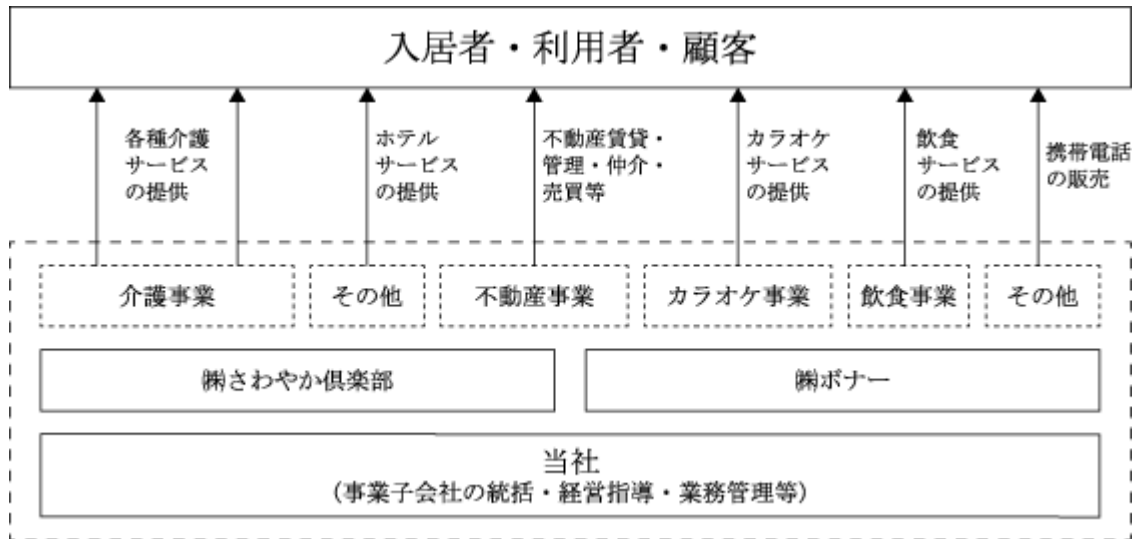 入居者・利用者・顧客
各種介護
サービス
の提供
ホテル
サービス
の提供
不動産賃貸・
管理・仲介・
売買等
カラオケ
サービス
の提供
飲食
サービス
の提供
携帯電話
の販売
介護事業
その他
不動産事業
カラオケ事業
飲食事業
その他
㈱さわやか倶楽部
㈱ボナー
当社
(事業子会社の統括・経営指導・業務管理等)